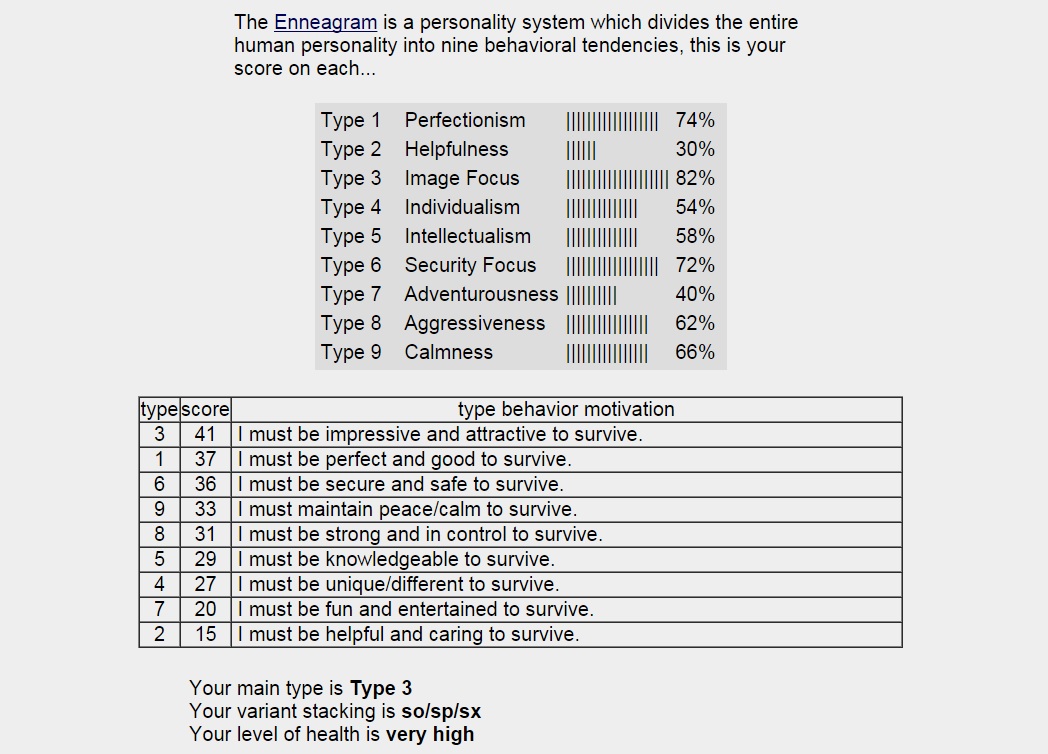 The Enneagram is a personality system which divides the entire
human personality into nine behavioral tendencies, this is your
score on each...
Type 1 Perfectionism |||||||||||||||||| 74%
Type 2 Helpfulness |||||| 30%
Type 3 Image Focus |||||||||||||||||||| 82%
Type 4 Individualism |||||||||||||| 54%
Type 5 Intellectualism |||||||||||||| 58%
Type 6 Security Focus |||||||||||||||||| 72%
Type 7 Adventurousness |||||||||| 40%
Type 8 Aggressiveness |||||||||||||||| 62%
Type 9 Calmness |||||||||||||||| 66%
type score type behavior motivation
3 41 I must be impressive and attractive to survive.
1 37 I must be perfect and good to survive.
6 36 I must be secure and safe to survive.
9 33 I must maintain peace/calm to survive.
8 31 I must be strong and in control to survive.
5 29 I must be knowledgeable to survive.
4 27 I must be unique/different to survive.
7 20 I must be fun and entertained to survive.
2 15 I must be helpful and caring to survive.
Your main type is Type 3
Your variant stacking is so/sp/sx
Your level of health is very high